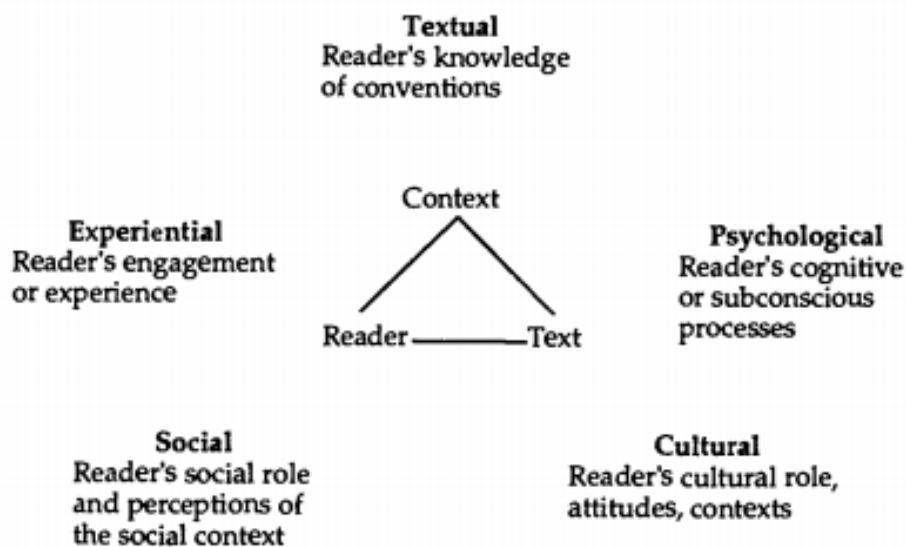 Textual
Reader's knowledge
of conventions
Context
Experiential
Reader's engagement
or experience
Psychological
Reader's cognitive
or subconscious
processes
Reader
Text
Social
Reader's social role
and perceptions of
the social context
Cultural
Reader's cultural role,
attitudes, contexts